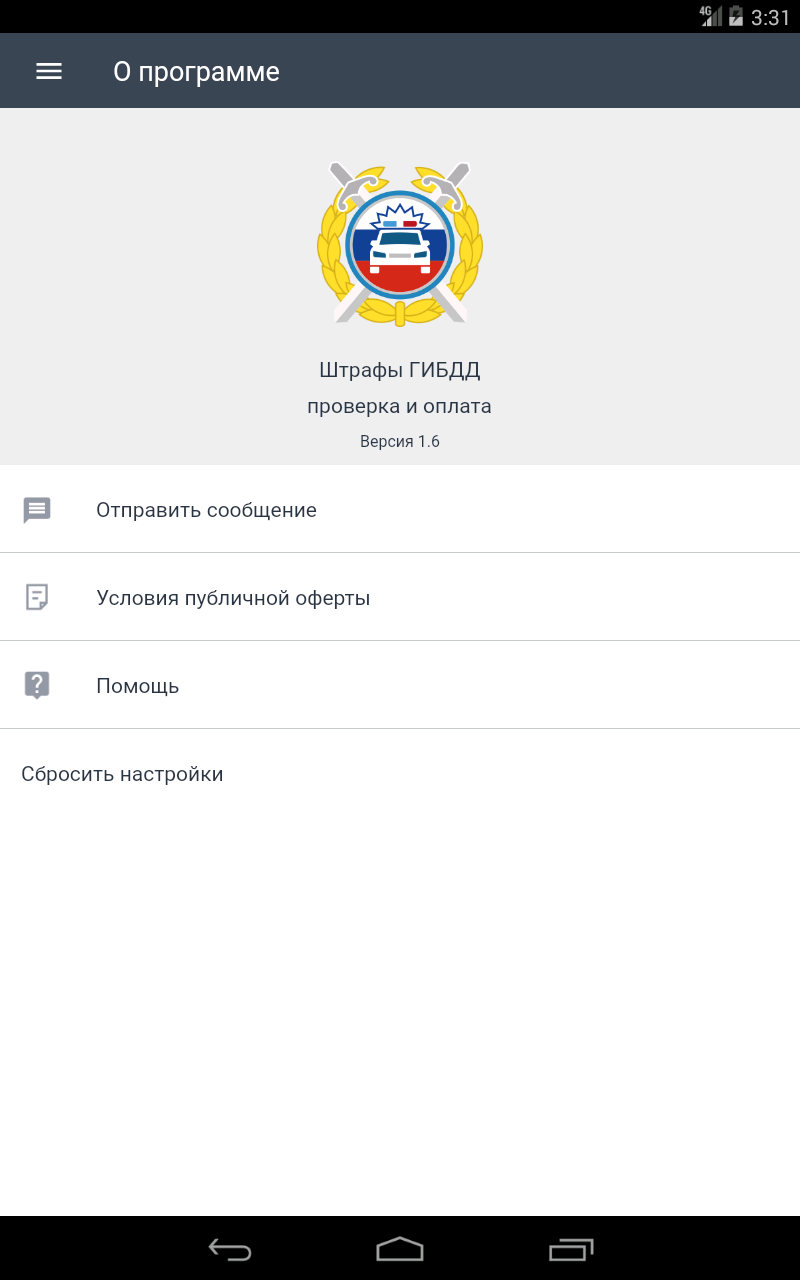 4G 3:31
О программе
Штрафы ГИБДД
проверка и оплата
Версия 1.6
Отправить сообщение
Условия публичной оферты
Помощь
Сбросить настройки